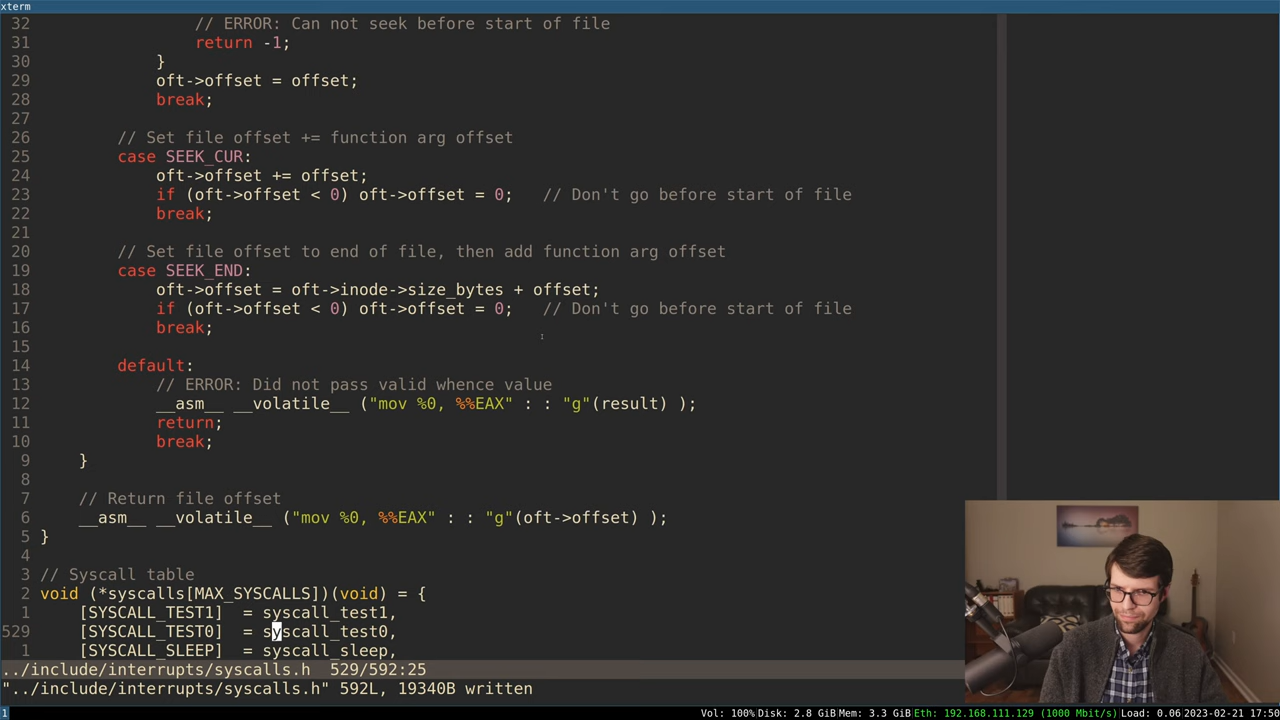 xterm
32                 // ERROR: Can not seek before start of file
31                 return -1;
30             }
29             oft->offset = offset;
28             break;
27
26         // Set file offset += function arg offset
25         case SEEK_CUR:
24             oft->offset += offset;
23             if (oft->offset < 0) oft->offset = 0;   // Don't go before start of file
22             break;
21
20         // Set file offset to end of file, then add function arg offset
19         case SEEK_END:
18             oft->offset = oft->inode->size_bytes + offset;
17             if (oft->offset < 0) oft->offset = 0;   // Don't go before start of file
16             break;
15
14         default:
13             // ERROR: Did not pass valid whence value
12             __asm__ __volatile__ ("mov %0, %%EAX" : : "g"(result) );
11             return;
10             break;
9     }
8
7     // Return file offset
6     __asm__ __volatile__ ("mov %0, %%EAX" : : "g"(oft->offset) );
5 }
4
3 // Syscall table
2 void (*syscalls[MAX_SYSCALLS])(void) = {
1     [SYSCALL_TEST1]  = syscall_test1,
529     [SYSCALL_TEST0]  = syscall_test0,
1     [SYSCALL_SLEEP]  = syscall_sleep,
../include/interrupts/syscalls.h  529/592:25
"../include/interrupts/syscalls.h" 592L, 19340B written
1 Vol: 100% Disk: 2.8 GiB Mem: 3.3 GiB Eth: 192.168.111.129 (1000 Mbit/s) Load: 0.06 2023-02-21 17:50